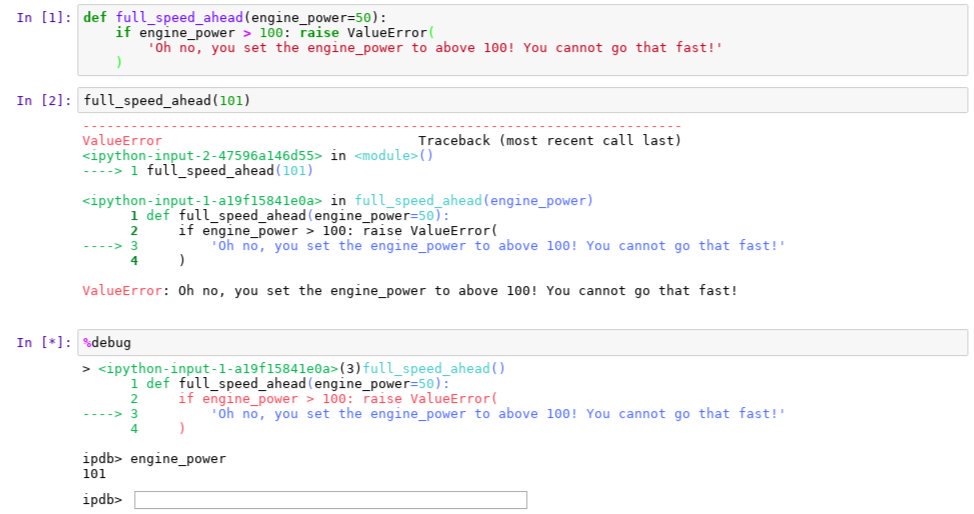 In [1]: def full_speed_ahead(engine_power=50):
    if engine_power > 100: raise ValueError(
        'Oh no, you set the engine_power to above 100! You cannot go that fast!'
    )
In [2]: full_speed_ahead(101)
---------------------------------------------------------------------------
ValueError                                Traceback (most recent call last)
<ipython-input-2-47596a146d55> in <module>()
----> 1 full_speed_ahead(101)
<ipython-input-1-a19f15841e0a> in full_speed_ahead(engine_power)
      1 def full_speed_ahead(engine_power=50):
      2     if engine_power > 100: raise ValueError(
----> 3         'Oh no, you set the engine_power to above 100! You cannot go that fast!'
      4     )
ValueError: Oh no, you set the engine_power to above 100! You cannot go that fast!
In [*]: %debug
> <ipython-input-1-a19f15841e0a>(3)full_speed_ahead()
      1 def full_speed_ahead(engine_power=50):
      2     if engine_power > 100: raise ValueError(
----> 3         'Oh no, you set the engine_power to above 100! You cannot go that fast!'
      4     )
ipdb> engine_power
101
ipdb>